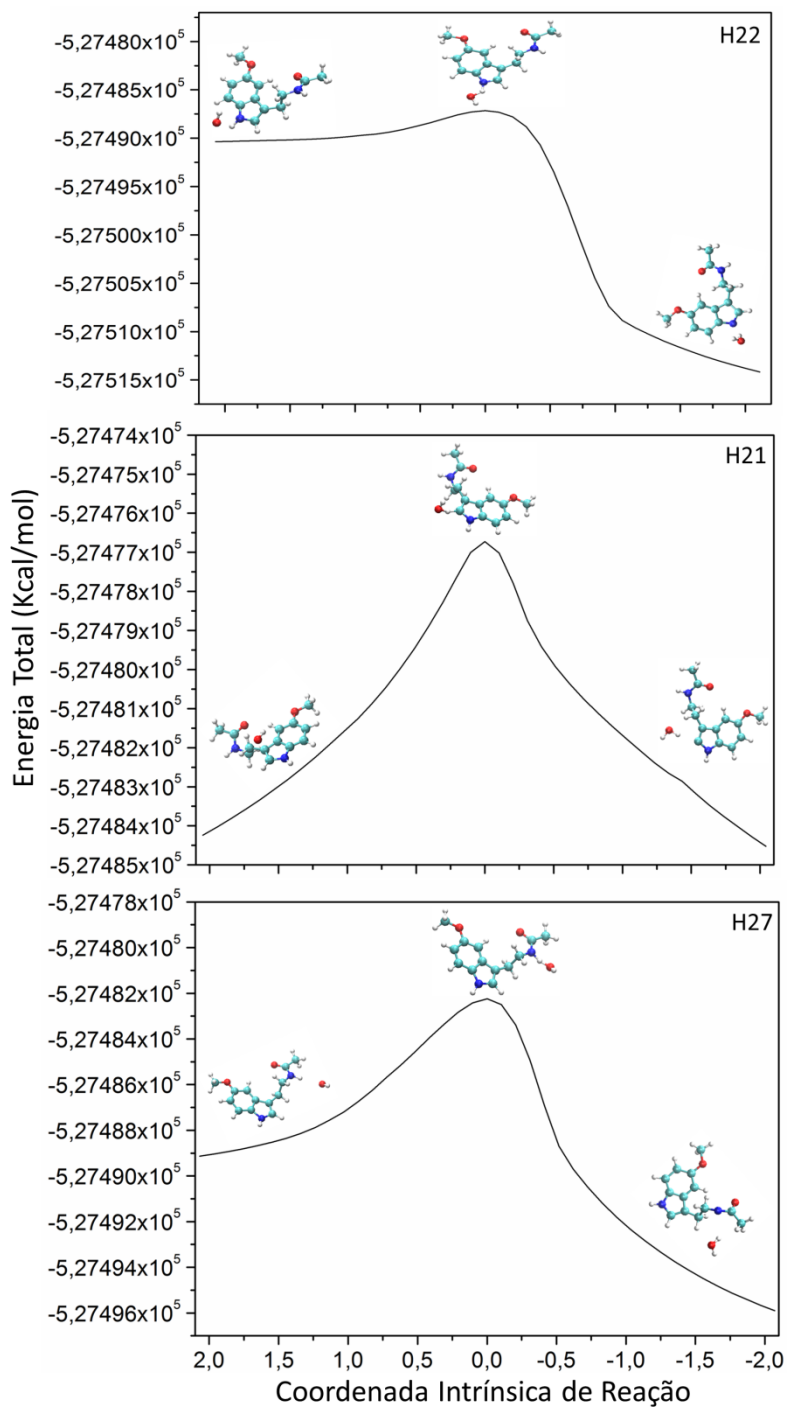 H22
-5,27480x10⁵
-5,27485x10⁵
-5,27490x10⁵
-5,27495x10⁵
-5,27500x10⁵
-5,27505x10⁵
-5,27510x10⁵
-5,27515x10⁵
Energia Total (Kcal/mol)
H21
-5,27474x10⁵
-5,27475x10⁵
-5,27476x10⁵
-5,27477x10⁵
-5,27478x10⁵
-5,27479x10⁵
-5,27480x10⁵
-5,27481x10⁵
-5,27482x10⁵
-5,27483x10⁵
-5,27484x10⁵
-5,27485x10⁵
H27
-5,27478x10⁵
-5,27480x10⁵
-5,27482x10⁵
-5,27484x10⁵
-5,27486x10⁵
-5,27488x10⁵
-5,27490x10⁵
-5,27492x10⁵
-5,27494x10⁵
-5,27496x10⁵
2,0 1,5 1,0 0,5 0,0 -0,5 -1,0 -1,5 -2,0
Coordenada Intrínsica de Reação